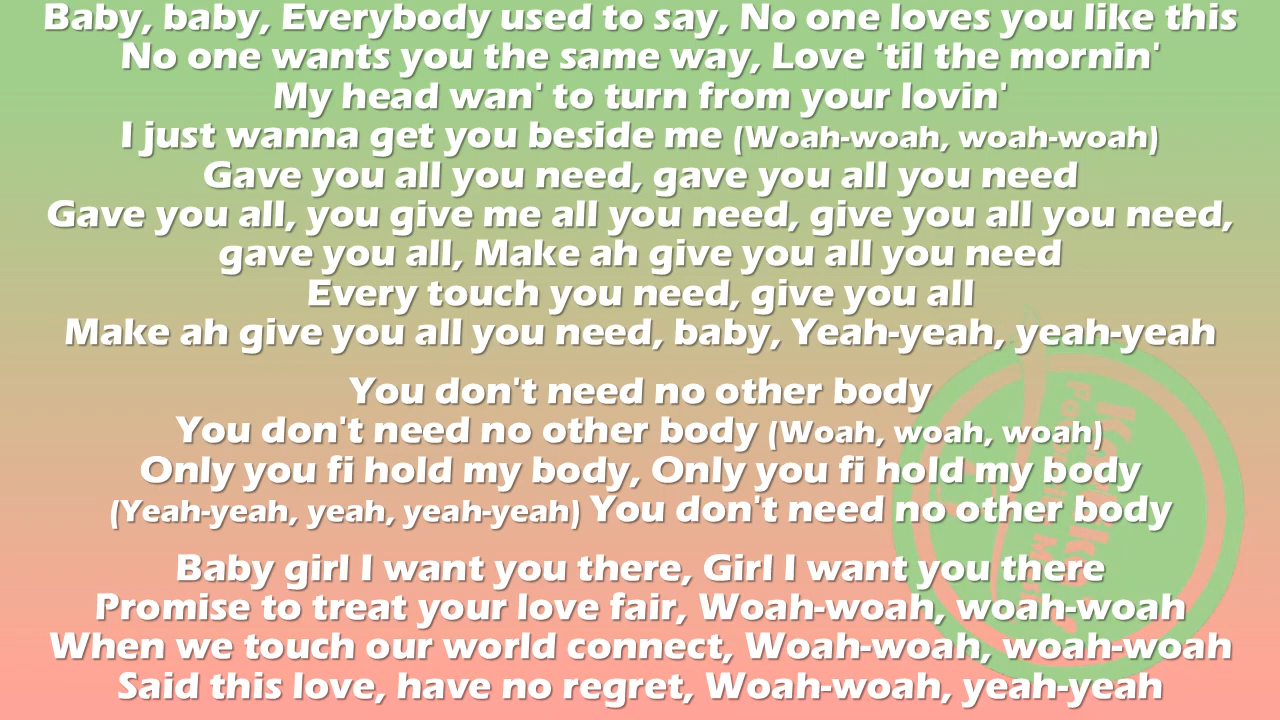 Baby, baby, Everybody used to say, No one loves you like this
No one wants you the same way, Love 'til the mornin'
My head wan' to turn from your lovin'
I just wanna get you beside me (Woah-woah, woah-woah)
Gave you all you need, gave you all you need
Gave you all, you give me all you need, give you all you need,
gave you all, Make ah give you all you need
Every touch you need, give you all
Make ah give you all you need, baby, Yeah-yeah, yeah-yeah
You don't need no other body
You don't need no other body (Woah, woah, woah)
Only you fi hold my body, Only you fi hold my body
(Yeah-yeah, yeah, yeah-yeah) You don't need no other body
Baby girl I want you there, Girl I want you there
Promise to treat your love fair, Woah-woah, woah-woah
When we touch our world connect, Woah-woah, woah-woah
Said this love, have no regret, Woah-woah, yeah-yeah